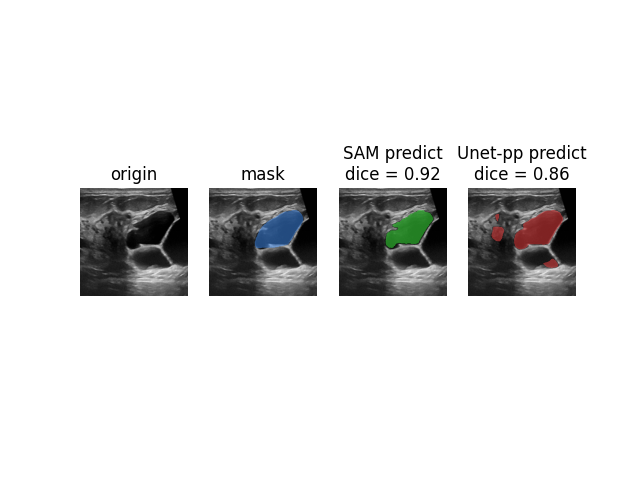 origin
mask
SAM predict
dice = 0.92
Unet-pp predict
dice = 0.86